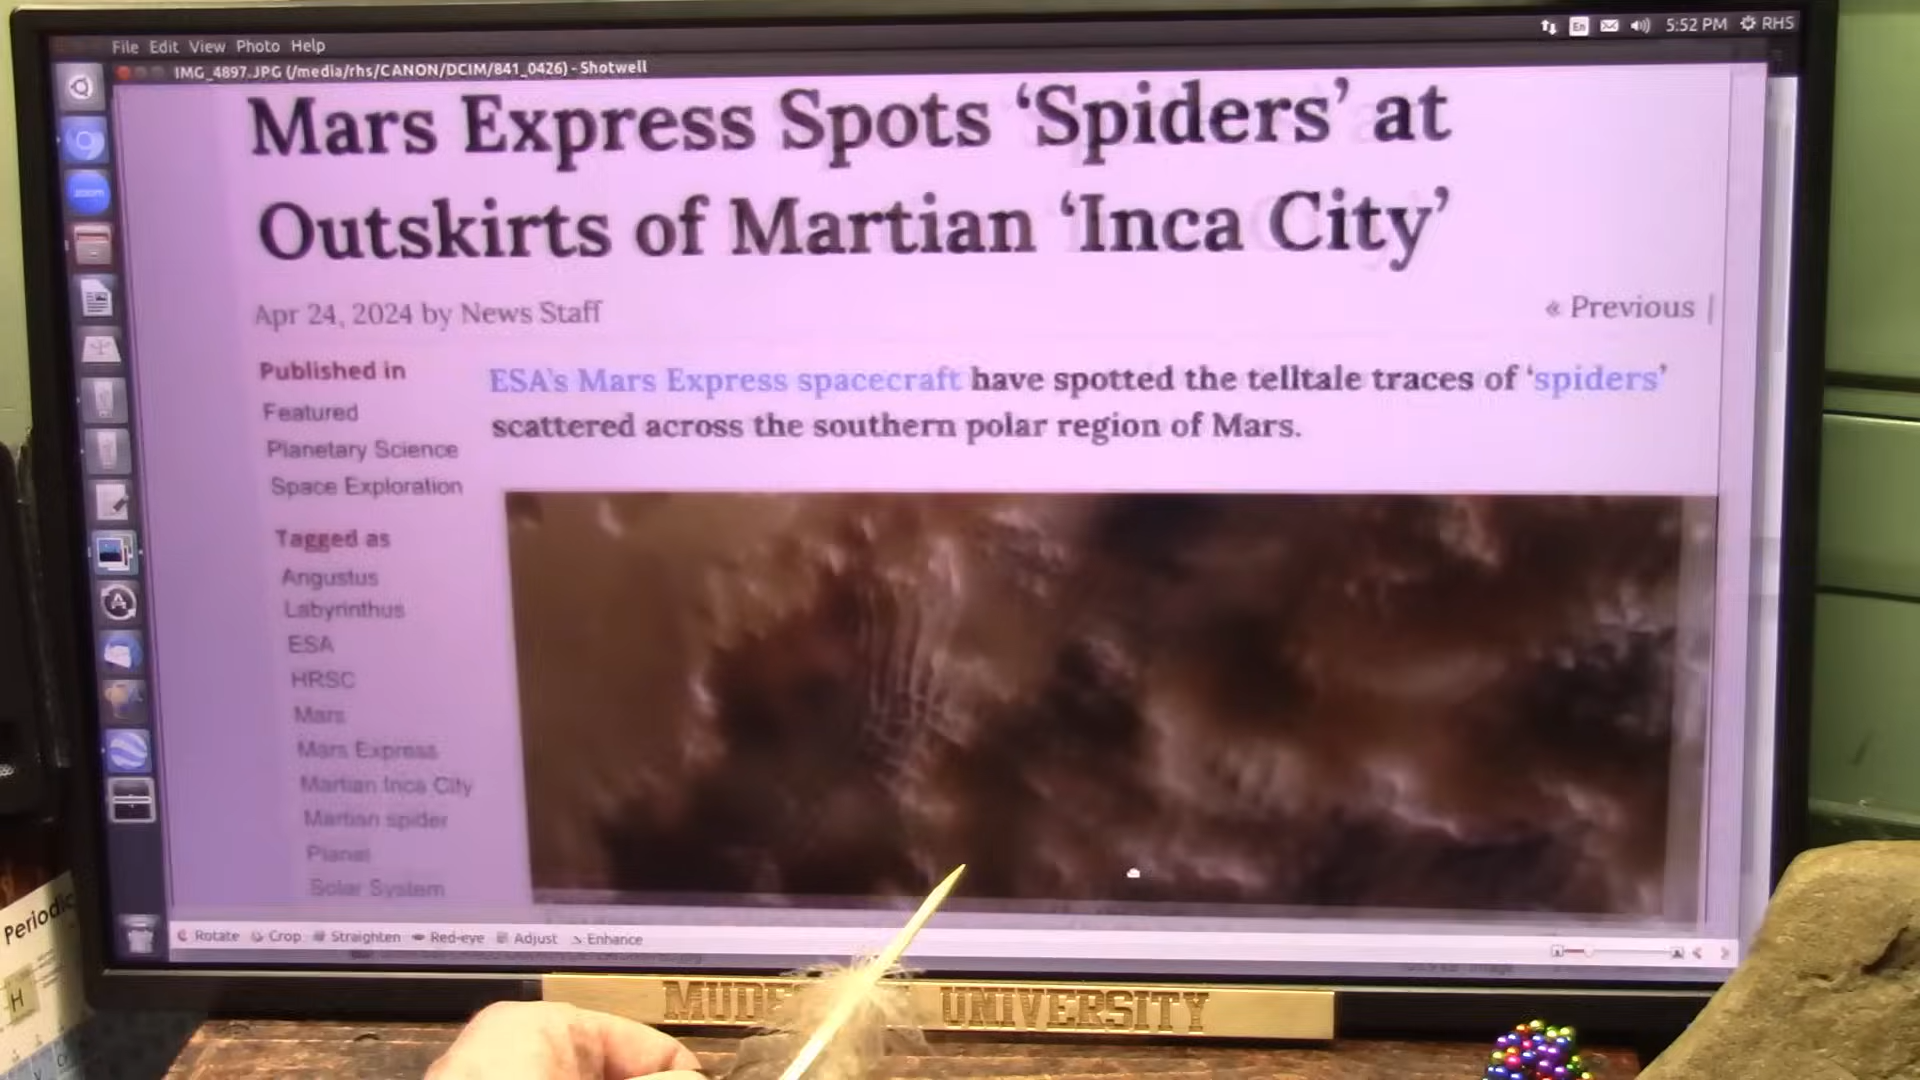 File Edit View Photo Help
5:52 PM RHS
En
IMG_4897.JPG (/media/rhs/CANON/DCIM/841_0426) - Shotwell
zoom
Mars Express Spots ‘Spiders’ at
Outskirts of Martian ‘Inca City’
Apr 24, 2024 by News Staff
« Previous |
Published in
Featured
Planetary Science
Space Exploration
ESA's Mars Express spacecraft have spotted the telltale traces of ‘spiders’
scattered across the southern polar region of Mars.
Tagged as
Angustus
Labyrinthus
ESA
HRSC
Mars
Mars Express
Martian Inca City
Martian spider
Planet
Solar System
Rotate Crop Straighten Red-eye Adjust Enhance
UNIVERSITY
Periodic
H